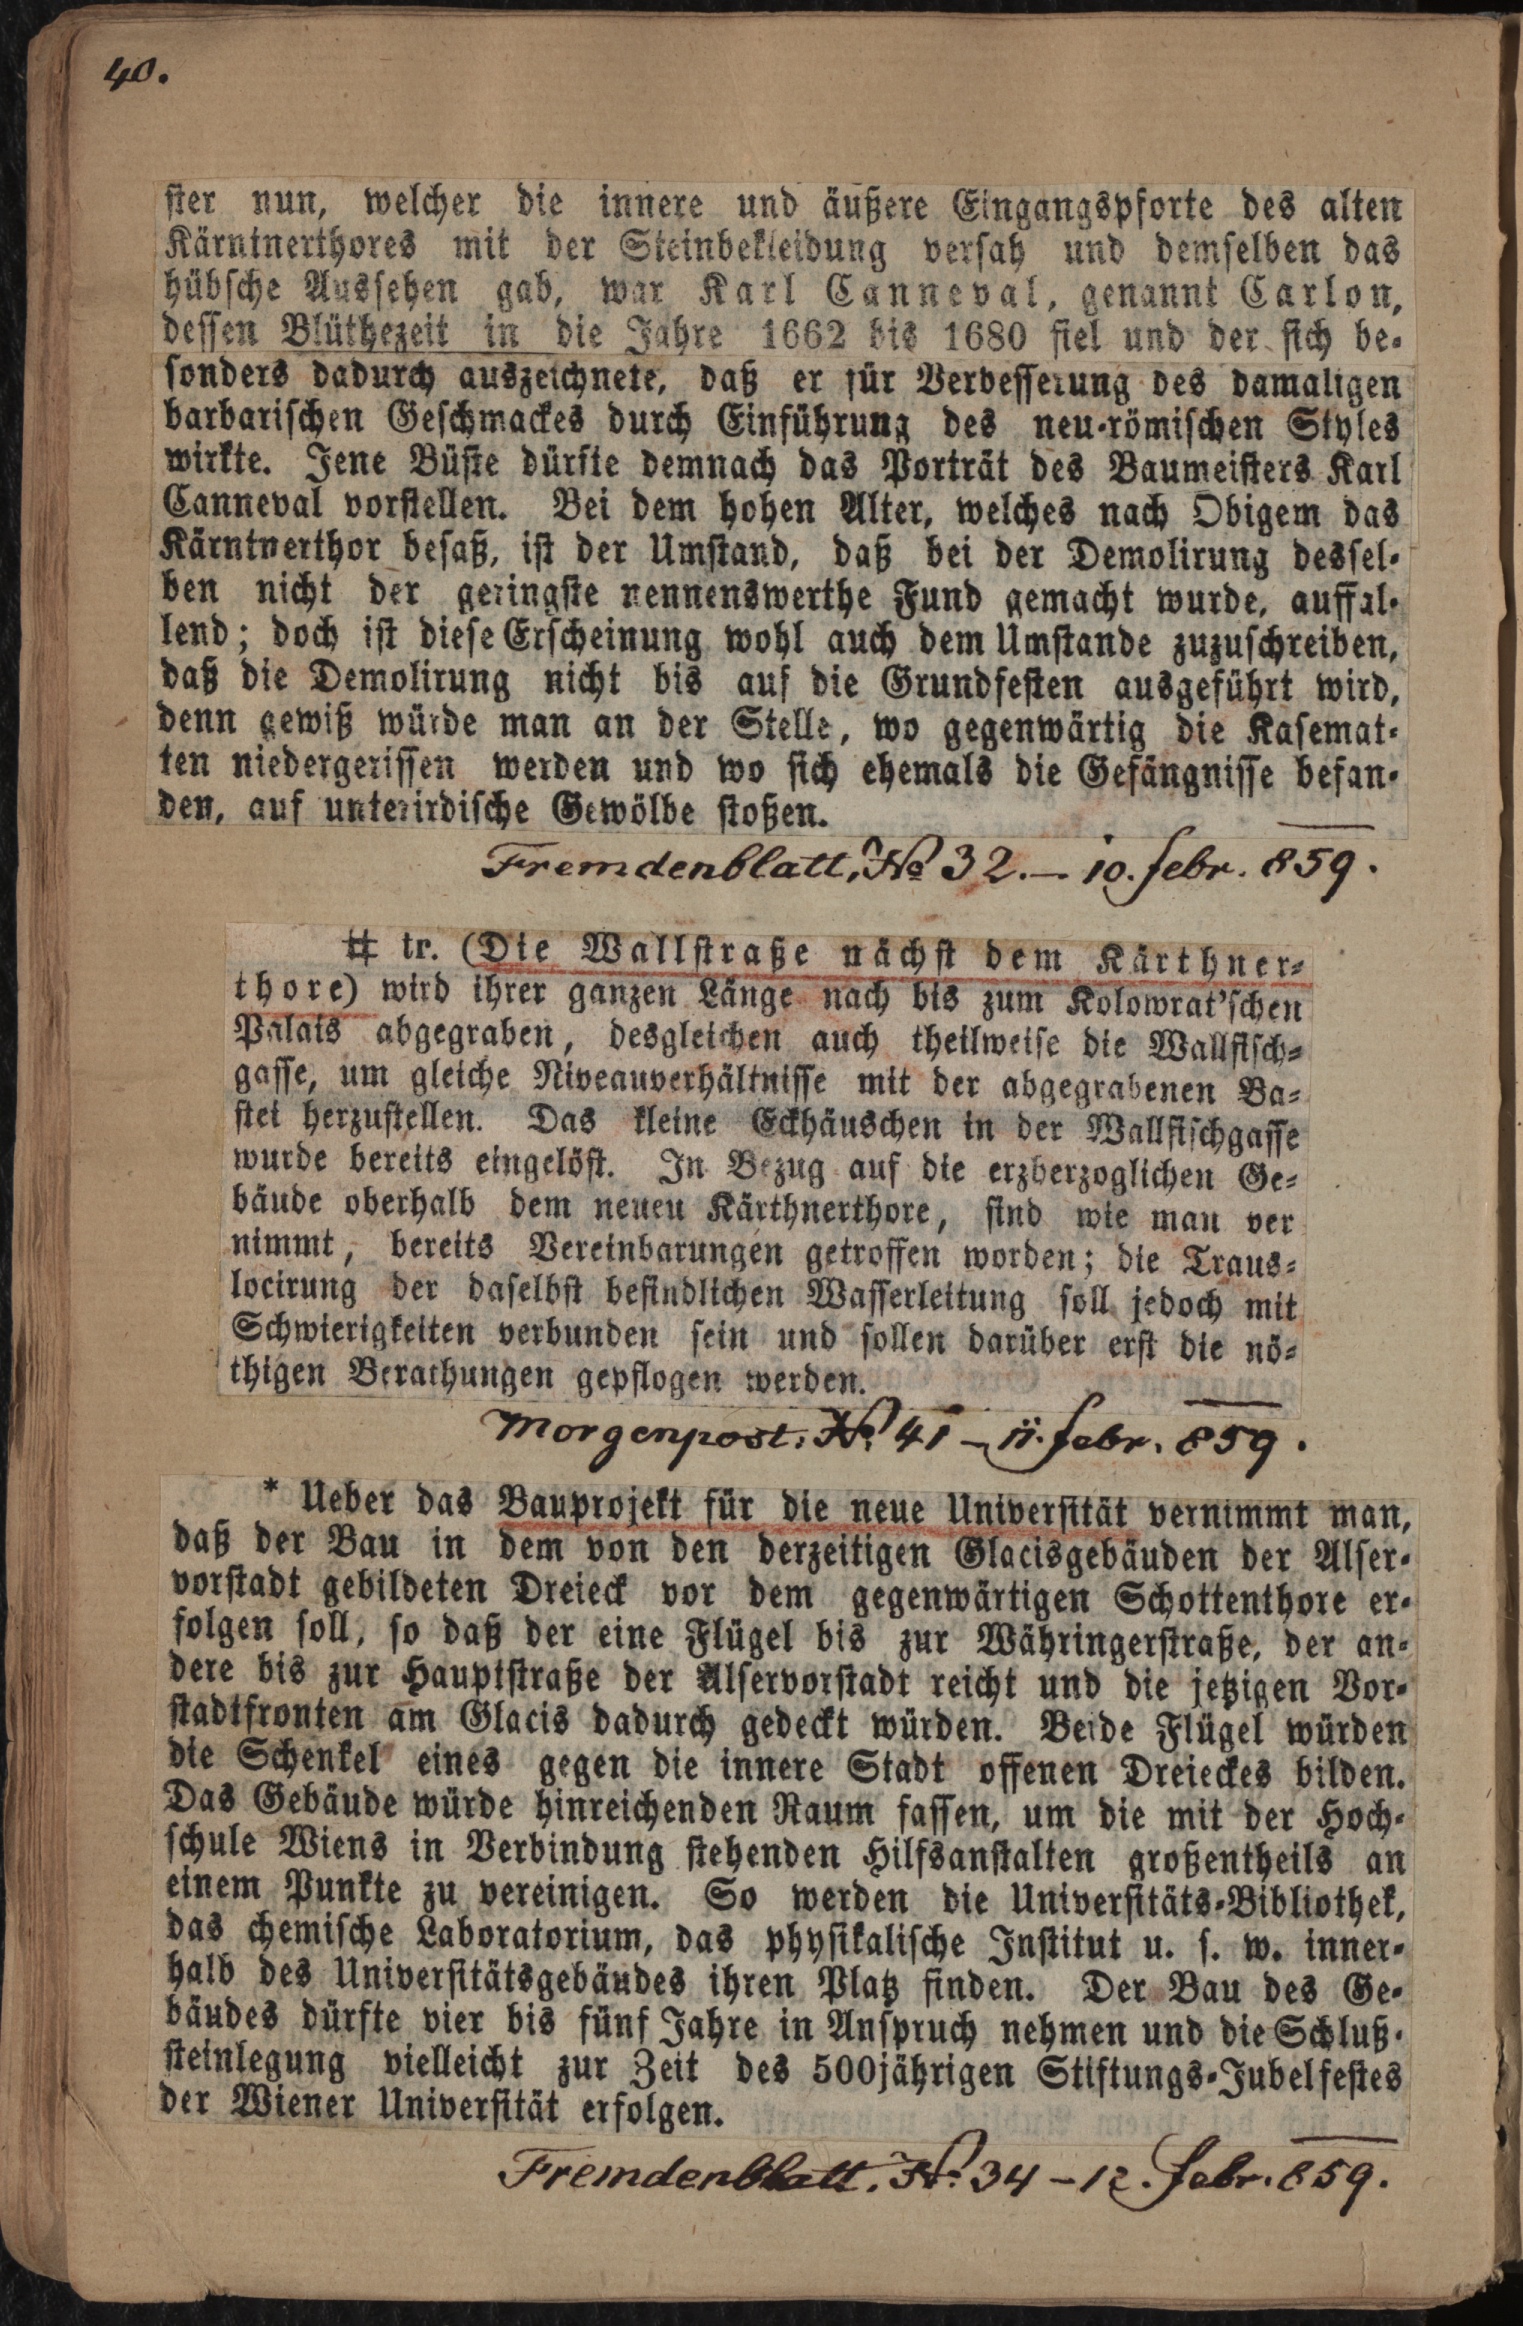 40.
ster nun, welcher die innere und äußere Eingangspforte des alten
Kärntnerthores mit der Steinbekleidung versah und demselben das
hübsche Aussehen gab, war Karl Canneval, genannt Carlon,
dessen Blüthezeit in die Jahre 1662 bis 1680 fiel und der sich be-
sonders dadurch auszeichnete, daß er für Verbesserung des damaligen
barbarischen Geschmackes durch Einführung des neu-römischen Styles
wirkte. Jene Büste dürfte demnach das Porträt des Baumeisters Karl
Canneval vorstellen. Bei dem hohen Alter, welches nach Obigem das
Kärntnerthor besaß, ist der Umstand, daß bei der Demolirung dessel-
ben nicht der geringste nennenswerthe Fund gemacht wurde, auffal-
lend; doch ist diese Erscheinung wohl auch dem Umstande zuzuschreiben,
daß die Demolirung nicht bis auf die Grundfesten ausgeführt wird,
denn gewiß würde man an der Stelle, wo gegenwärtig die Kasemat-
ten niedergerissen werden und wo sich ehemals die Gefängnisse befan-
den, auf unterirdische Gewölbe stoßen.
Fremdenblatt, No 32. — 10. febr. 859.
# tr. (Die Wallstraße nächst dem Kärthner-
thore) wird ihrer ganzen Länge nach bis zum Kolowrat'schen
Palais abgegraben, desgleichen auch theilweise die Wallfisch-
gasse, um gleiche Niveauverhältnisse mit der abgegrabenen Ba-
stei herzustellen. Das kleine Eckhäuschen in der Wallfischgasse
wurde bereits eingelöst. In Bezug auf die erzherzoglichen Ge-
bäude oberhalb dem neuen Kärthnerthore, sind wie man ver
nimmt, bereits Vereinbarungen getroffen worden; die Traus-
locirung der daselbst befindlichen Wasserleitung soll jedoch mit
Schwierigkeiten verbunden sein und sollen darüber erst die nö-
thigen Berathungen gepflogen werden.
Morgenpost. No 41 — 11. febr. 859.
* Ueber das Bauprojekt für die neue Universität vernimmt man,
daß der Bau in dem von den derzeitigen Glacisgebäuden der Alser-
vorstadt gebildeten Dreieck vor dem gegenwärtigen Schottenthore er-
folgen soll, so daß der eine Flügel bis zur Währingerstraße, der an-
dere bis zur Hauptstraße der Alservorstadt reicht und die jetzigen Vor-
stadtfronten am Glacis dadurch gedeckt würden. Beide Flügel würden
die Schenkel eines gegen die innere Stadt offenen Dreieckes bilden.
Das Gebäude würde hinreichenden Raum fassen, um die mit der Hoch-
schule Wiens in Verbindung stehenden Hilfsanstalten großentheils an
einem Punkte zu vereinigen. So werden die Universitäts-Bibliothek,
das chemische Laboratorium, das physikalische Institut u. s. w. inner-
halb des Universitätsgebäudes ihren Platz finden. Der Bau des Ge-
bäudes dürfte vier bis fünf Jahre in Anspruch nehmen und die Schluß-
steinlegung vielleicht zur Zeit des 500jährigen Stiftungs-Jubelfestes
der Wiener Universität erfolgen.
Fremdenblatt. No. 34 — 12. febr. 859.